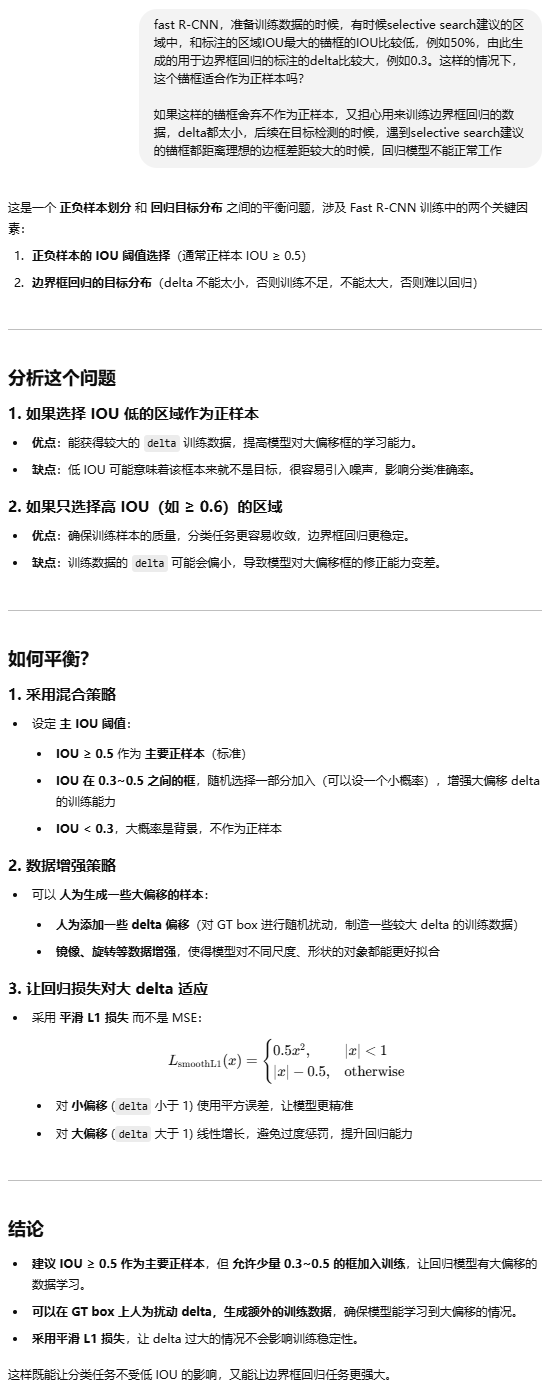 fast R-CNN，准备训练数据的时候，有时候selective search建议的区
域中，和标注的区域IOU最大的锚框的IOU比较低，例如50%，由此生
成的用于边界框回归的标注的delta比较大，例如0.3。这样的情况下，
这个锚框适合作为正样本吗？
如果这样的锚框舍弃不作为正样本，又担心用来训练边界框回归的数
据，delta都太小，后续在目标检测的时候，遇到selective search建议
的锚框都距离理想的边框差距较大的时候，回归模型不能正常工作
这是一个 正负样本划分 和 回归目标分布 之间的平衡问题，涉及 Fast R-CNN 训练中的两个关键因
素：
1. 正负样本的 IOU 阈值选择（通常正样本 IOU ≥ 0.5）
2. 边界框回归的目标分布（delta 不能太小，否则训练不足，不能太大，否则难以回归）
分析这个问题
1. 如果选择 IOU 低的区域作为正样本
• 优点：能获得较大的 delta 训练数据，提高模型对大偏移框的学习能力。
• 缺点：低 IOU 可能意味着该框本来就不是目标，很容易引入噪声，影响分类准确率。
2. 如果只选择高 IOU（如 ≥ 0.6）的区域
• 优点：确保训练样本的质量，分类任务更容易收敛，边界框回归更稳定。
• 缺点：训练数据的 delta 可能会偏小，导致模型对大偏移框的修正能力变差。
如何平衡？
1. 采用混合策略
• 设定 主 IOU 阈值：
• IOU ≥ 0.5 作为 主要正样本（标准）
• IOU 在 0.3~0.5 之间的框，随机选择一部分加入（可以设一个小概率），增强大偏移 delta
的训练能力
• IOU < 0.3，大概率是背景，不作为正样本
2. 数据增强策略
• 可以 人为生成一些大偏移的样本：
• 人为添加一些 delta 偏移（对 GT box 进行随机扰动，制造一些较大 delta 的训练数据）
• 镜像、旋转等数据增强，使得模型对不同尺度、形状的对象都能更好拟合
3. 让回归损失对大 delta 适应
• 采用 平滑 L1 损失 而不是 MSE：
L_smoothL1(x) = { 0.5x², |x| < 1
|x| − 0.5, otherwise
• 对 小偏移 (delta 小于 1) 使用平方误差，让模型更精准
• 对 大偏移 (delta 大于 1) 线性增长，避免过度惩罚，提升回归能力
结论
• 建议 IOU ≥ 0.5 作为主要正样本，但 允许少量 0.3~0.5 的框加入训练，让回归模型有大偏移的
数据学习。
• 可以在 GT box 上人为扰动 delta，生成额外的训练数据，确保模型能学习到大偏移的情况。
• 采用平滑 L1 损失，让 delta 过大的情况不会影响训练稳定性。
这样既能让分类任务不受低 IOU 的影响，又能让边界框回归任务更强大。